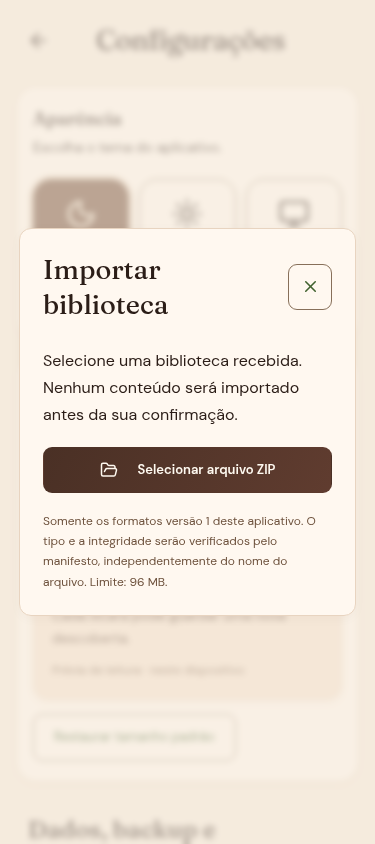 Configurações
Aparência
Escolha o tema do aplicativo
Importar
biblioteca
Selecione uma biblioteca recebida.
Nenhum conteúdo será importado
antes da sua confirmação.
Selecionar arquivo ZIP
Somente os formatos versão 1 deste aplicativo. O
tipo e a integridade serão verificados pelo
manifesto, independentemente do nome do
arquivo. Limite: 96 MB.
descoberta.
Restaurar tamanho padrão
Dados, backup e